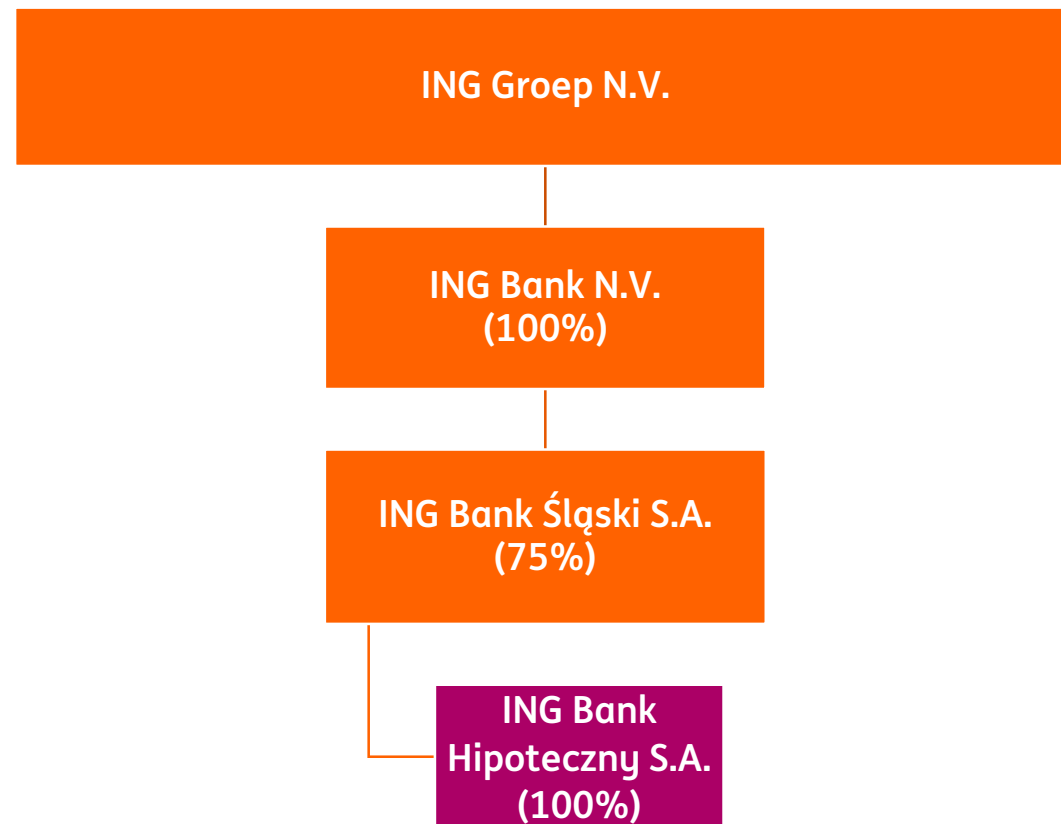 ING Groep N.V.
ING Bank N.V.
(100%)
ING Bank Śląski S.A.
(75%)
ING Bank
Hipoteczny S.A.
(100%)